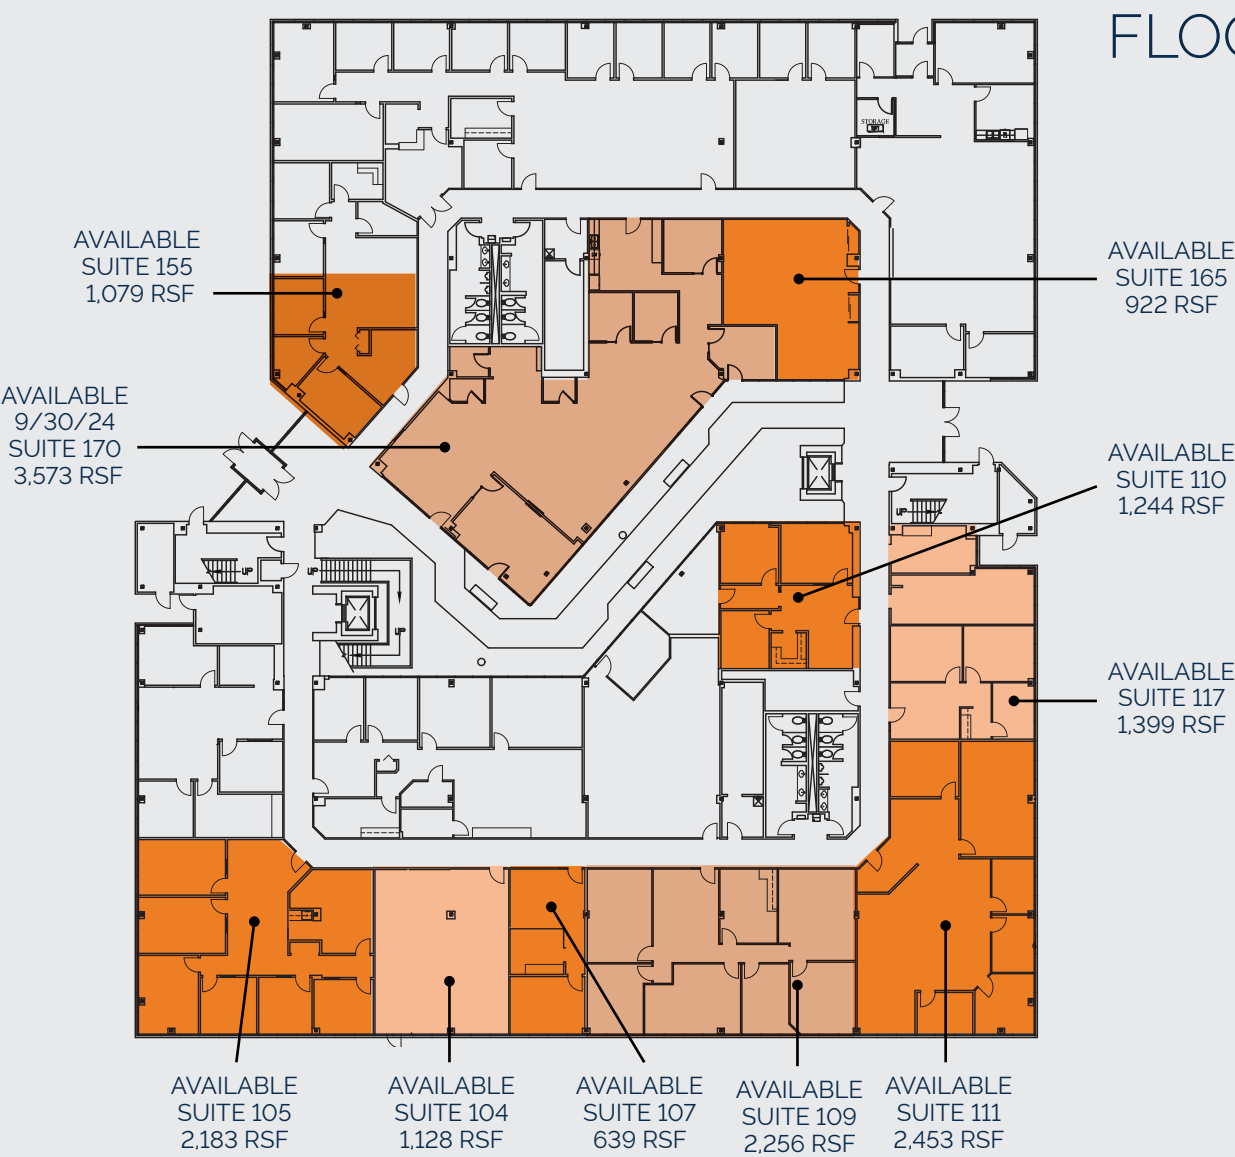 FLOO
STORAGE
AVAILABLE
SUITE 155
1,079 RSF
AVAILABLE
SUITE 165
922 RSF
AVAILABLE
9/30/24
SUITE 170
3,573 RSF
AVAILABLE
SUITE 110
1,244 RSF
UP
UP
UP
UP
AVAILABLE
SUITE 117
1,399 RSF
AVAILABLE
SUITE 105
2,183 RSF
AVAILABLE
SUITE 104
1,128 RSF
AVAILABLE
SUITE 107
639 RSF
AVAILABLE
SUITE 109
2,256 RSF
AVAILABLE
SUITE 111
2,453 RSF